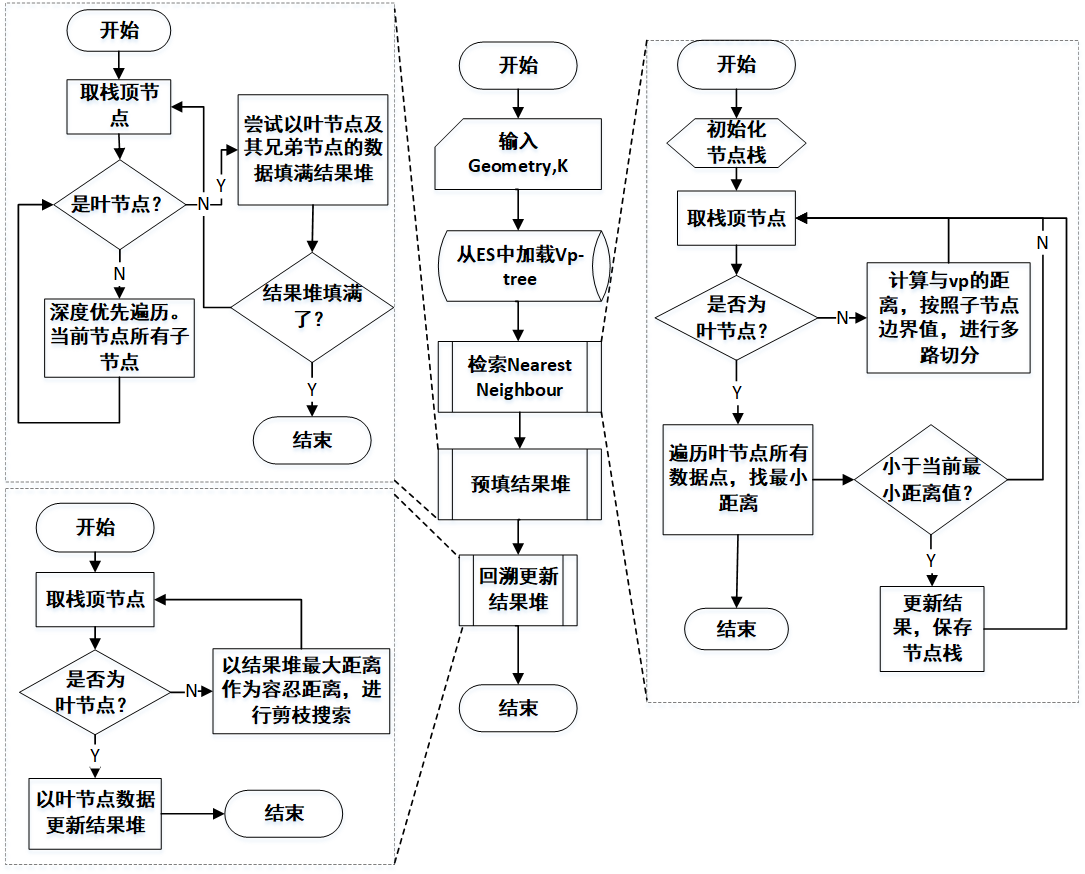 开始
取栈顶节
点
是叶节点？
N
深度优先遍历。
当前节点所有子
节点
Y
尝试以叶节点及
其兄弟节点的数
据填满结果堆
结果堆填满
了？
N
Y
结束
开始
取栈顶节点
是否为
叶节点？
N
以结果堆最大距离
作为容忍距离，进
行剪枝搜索
Y
以叶节点数据
更新结果堆
结束
开始
输入
Geometry,K
从ES中加载Vp-
tree
检索Nearest
Neighbour
预填结果堆
回溯更新
结果堆
结束
开始
初始化
节点栈
取栈顶节点
是否为
叶节点？
N
计算与vp的距
离，按照子节点
边界值，进行多
路切分
Y
遍历叶节点所有
数据点，找最小
距离
结束
小于当前最
小距离值？
N
Y
更新结
果，保存
节点栈